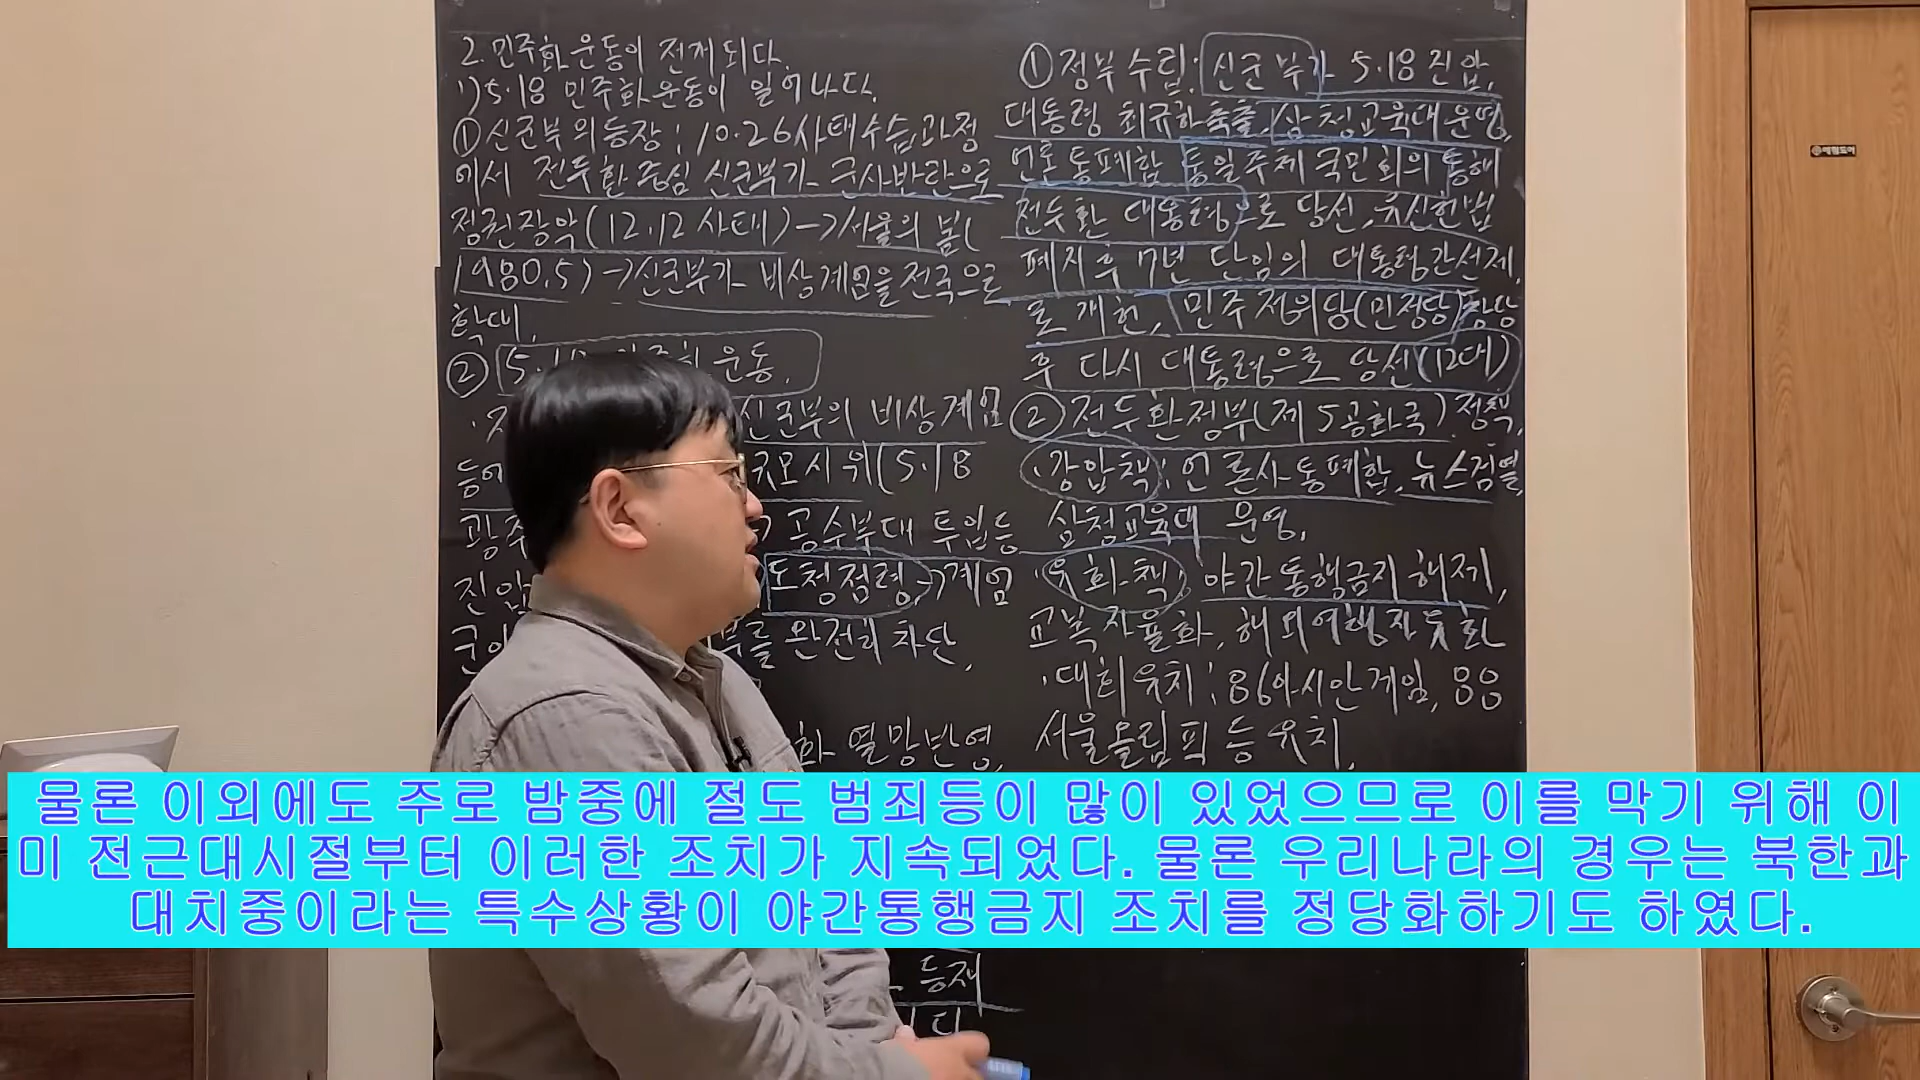 2. 민주화 운동이 전개되다.
1) 5.18 민주화 운동이 일어나다.
① 신군부의 등장 : 10.26사태수습과정
에서 전두환 중심 신군부가 군사반란으로
정권장악(12.12 사태) -> 서울의 봄(
1980.5) -> 신군부가 비상계엄을 전국으로
확대.
② 5.18 민주화 운동.
신군부의 비상계엄
등에
규모시위(5.18
광주
공수부대 투입등
진압
도청점령 -> 계엄
군이
를 완전히 차단,
화 열망반영,
등재
① 정부수립 : 신군부가 5.18진압,
대통령 최규하축출, 삼청교육대운영,
언론통폐합 통일주체국민회의 통해
전두환 대통령으로 당선, 유신헌법
폐지후 7년 단임의 대통령간선제,
로 개헌, 민주정의당(민정당)창당
후 다시 대통령으로 당선(12대)
② 전두환정부(제5공화국) 정책,
· 강압책 : 언론사통폐합, 뉴스검열,
삼청교육대 운영,
· 유화책 : 야간통행금지해제,
교복자율화, 해외여행자유화
· 대회유치 : 86아시안게임, 88
서울올림픽 등 유치,
물론 이외에도 주로 밤중에 절도 범죄등이 많이 있었으므로 이를 막기 위해 이
미 전근대시절부터 이러한 조치가 지속되었다. 물론 우리나라의 경우는 북한과
대치중이라는 특수상황이 야간통행금지 조치를 정당화하기도 하였다.